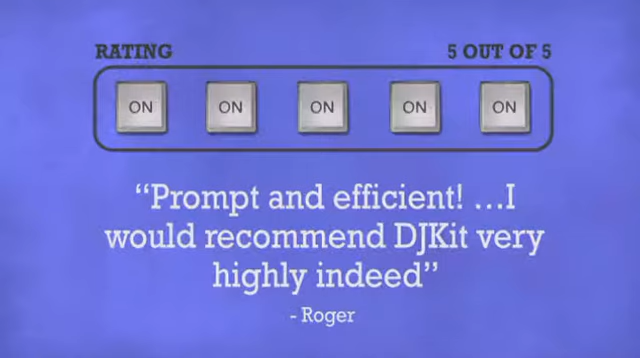 RATING 5 OUT OF 5
ON ON ON ON ON
“Prompt and efficient! …I
would recommend DJKit very
highly indeed”
- Roger